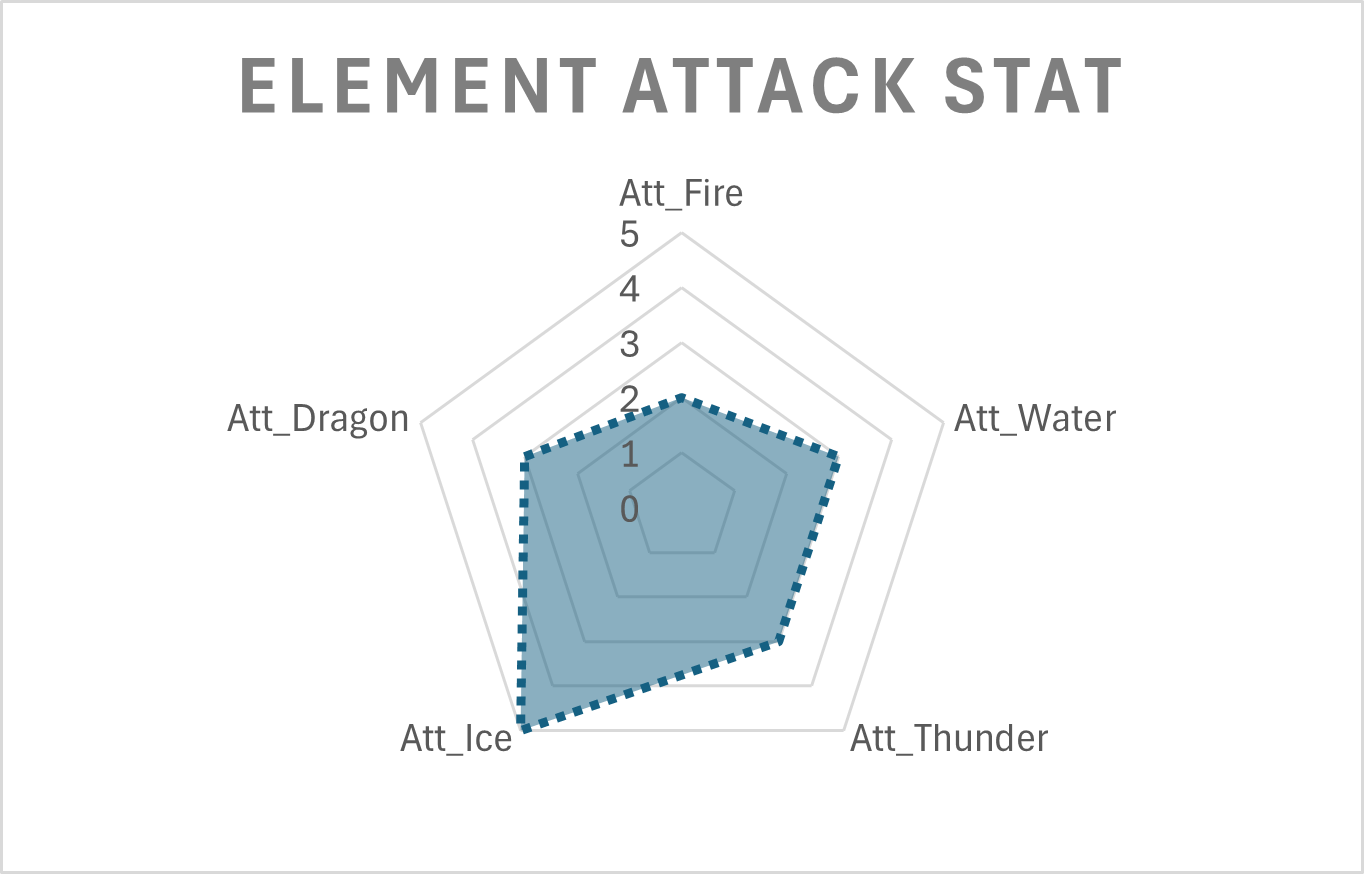 ELEMENT ATTACK STAT
Att_Fire
5
4
3
2
1
0
Att_Dragon
Att_Water
Att_Ice
Att_Thunder